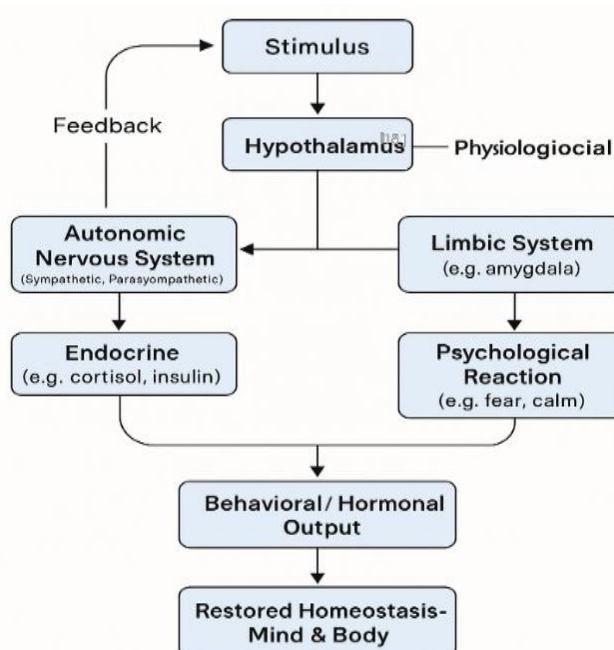 Stimulus
Feedback
Hypothalamus
Physiologiocial
Autonomic
Nervous System
(Sympathetic, Parasyompathetic)
Limbic System
(e.g. amygdala)
Endocrine
(e.g. cortisol, insulin)
Psychological
Reaction
(e.g. fear, calm)
Behavioral/Hormonal
Output
Restored Homeostasis-
Mind & Body